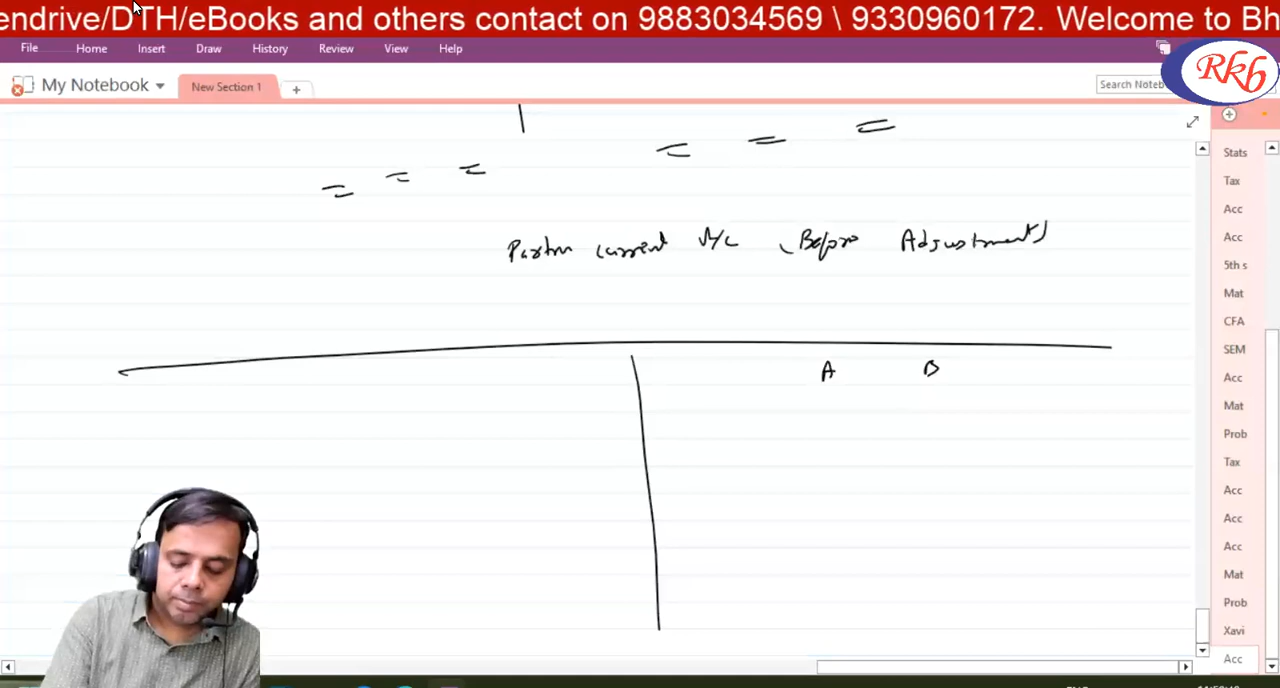 endrive/DTH/eBooks and others contact on 9883034569 \ 9330960172. Welcome to Bh
File Home Insert Draw History Review View Help
Rkb
My Notebook New Section 1 + Search Noteb
Partner current A/c (Before Adjustments)
A B
Stats
Tax
Acc
Acc
5th s
Mat
CFA
SEM
Acc
Mat
Prob
Tax
Acc
Acc
Acc
Mat
Prob
Xavi
Acc